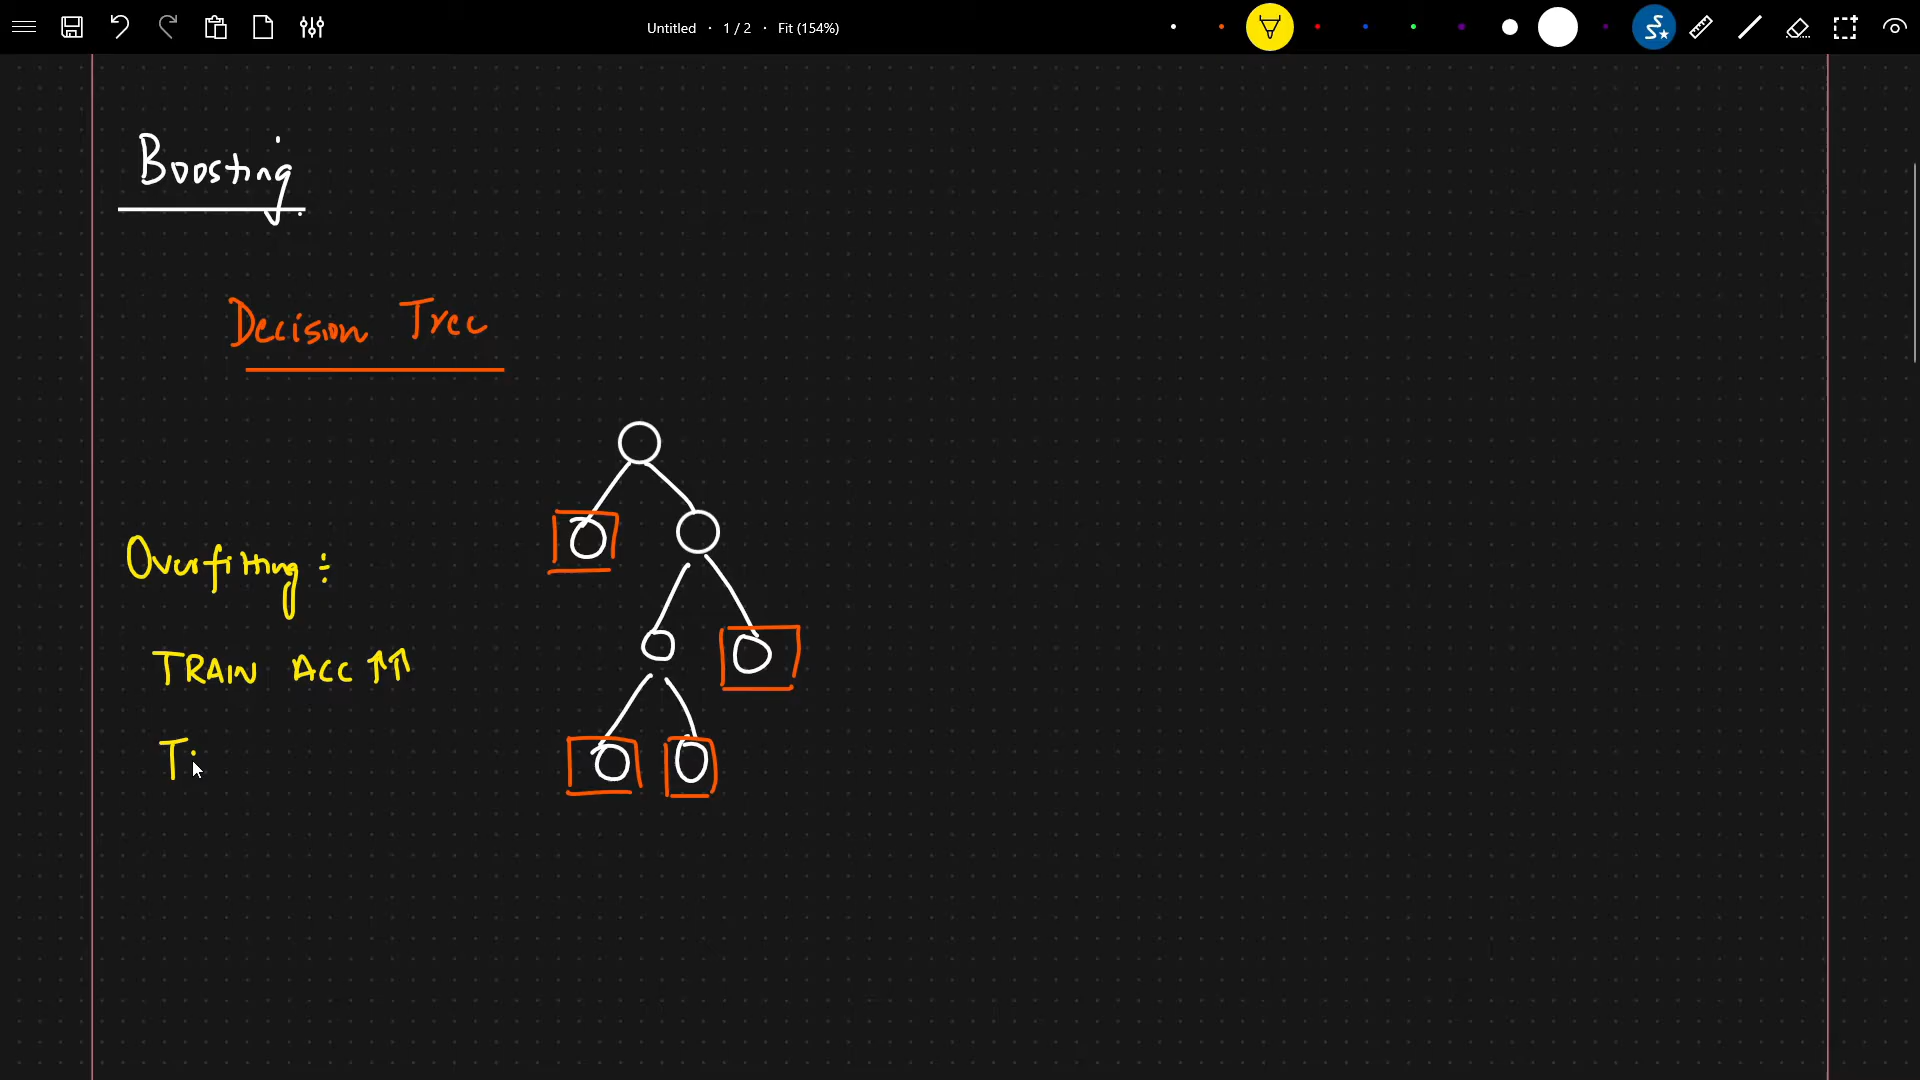 Untitled · 1 / 2 · Fit (154%)
Boosting
Decision Tree
Overfitting :
TRAIN ACC ↑↑
T